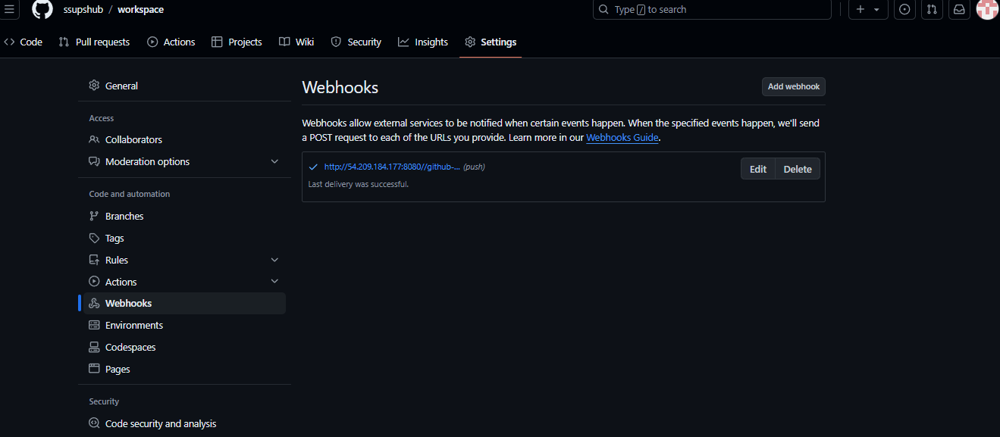 ssupshub / workspace
Type / to search
Code Pull requests Actions Projects Wiki Security Insights Settings
General
Access
Collaborators
Moderation options
Code and automation
Branches
Tags
Rules
Actions
Webhooks
Environments
Codespaces
Pages
Security
Code security and analysis
Webhooks
Add webhook
Webhooks allow external services to be notified when certain events happen. When the specified events happen, we'll send
a POST request to each of the URLs you provide. Learn more in our Webhooks Guide.
http://54.209.184.177:8080//github-... (push)
Edit Delete
Last delivery was successful.